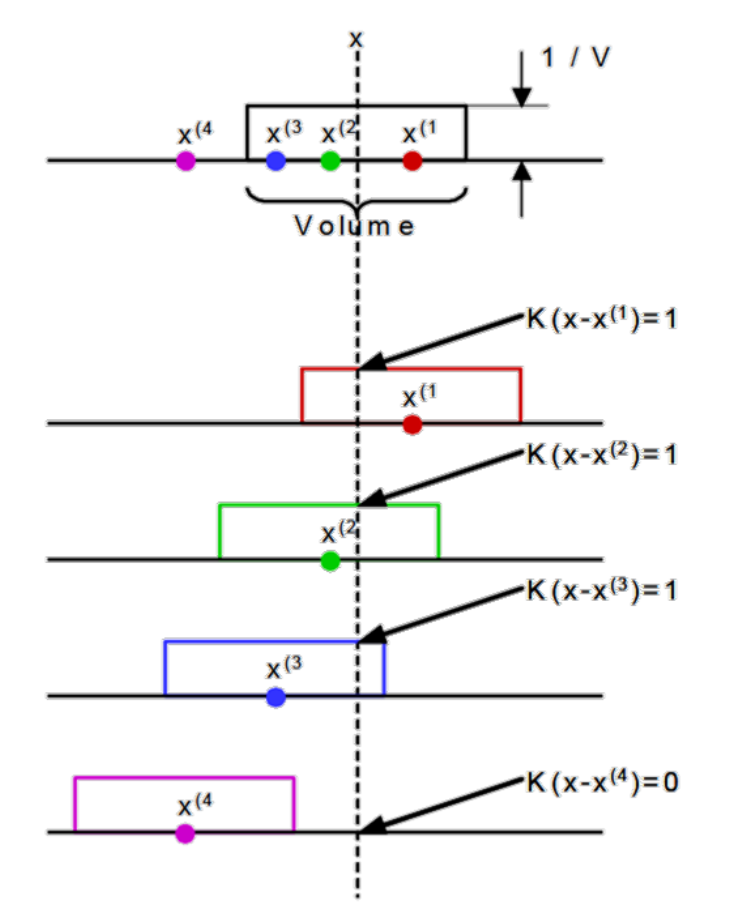 x
1 / V
x(4 x(3 x(2 x(1
Volume
K(x-x(1)=1
x(1
K(x-x(2)=1
x(2
K(x-x(3)=1
x(3
K(x-x(4)=0
x(4